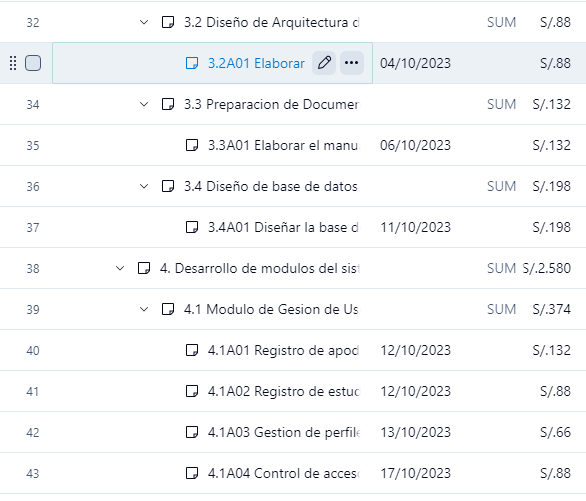 32 3.2 Diseño de Arquitectura d SUM S/.88
3.2A01 Elaborar 04/10/2023 S/.88
34 3.3 Preparacion de Documen SUM S/.132
35 3.3A01 Elaborar el manu 06/10/2023 S/.132
36 3.4 Diseño de base de datos SUM S/.198
37 3.4A01 Diseñar la base d 11/10/2023 S/.198
38 4. Desarrollo de modulos del sist SUM S/.2.580
39 4.1 Modulo de Gesion de Us SUM S/.374
40 4.1A01 Registro de apod 12/10/2023 S/.132
41 4.1A02 Registro de estud 12/10/2023 S/.88
42 4.1A03 Gestion de perfile 13/10/2023 S/.66
43 4.1A04 Control de acces 17/10/2023 S/.88